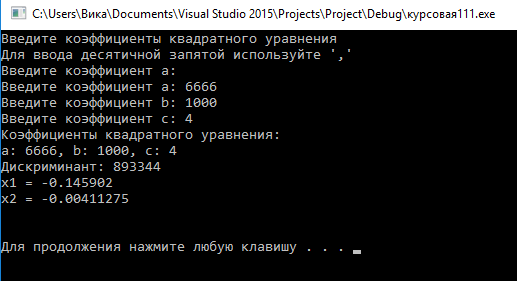 C:\Users\Вика\Documents\Visual Studio 2015\Projects\Project\Debug\курсовая111.exe
Введите коэффициенты квадратного уравнения
Для ввода десятичной запятой используйте ','
Введите коэффициент a:
Введите коэффициент a: 6666
Введите коэффициент b: 1000
Введите коэффициент c: 4
Коэффициенты квадратного уравнения:
a: 6666, b: 1000, c: 4
Дискриминант: 893344
x1 = -0.145902
x2 = -0.00411275
Для продолжения нажмите любую клавишу . . .